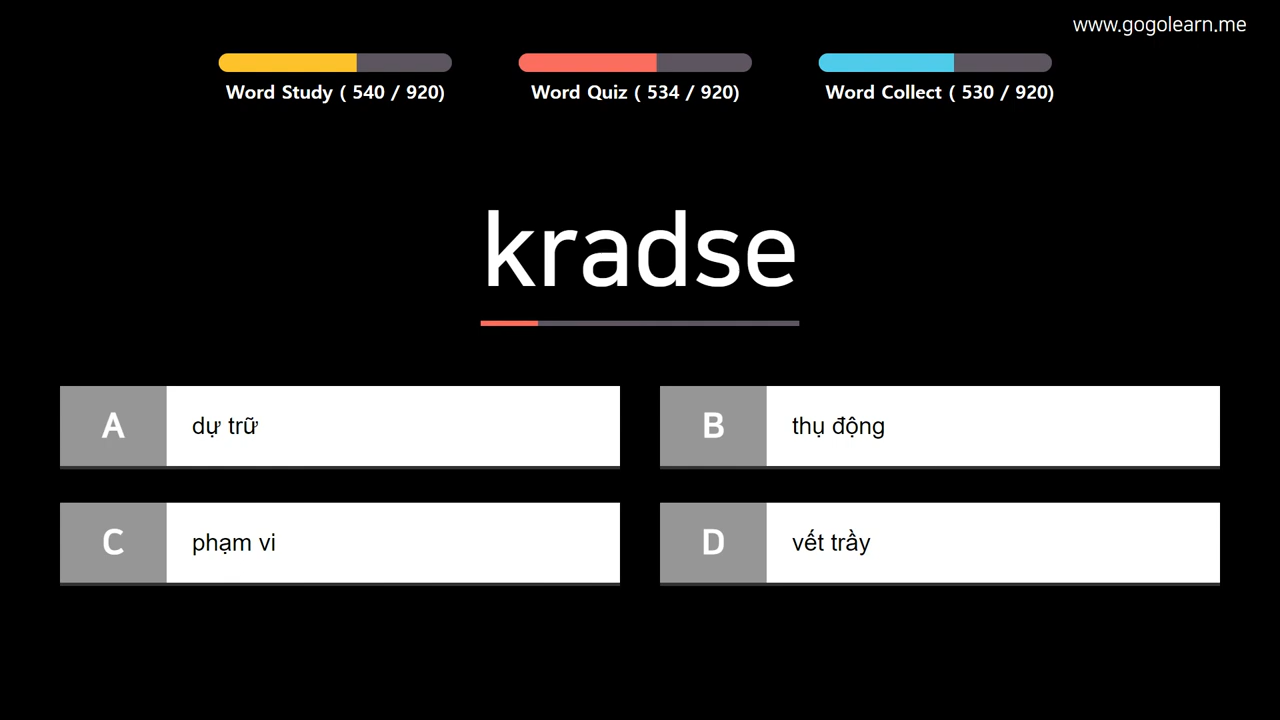 www.gogolearn.me
Word Study ( 540 / 920)
Word Quiz ( 534 / 920)
Word Collect ( 530 / 920)
kradse
A
dự trữ
B
thụ động
C
phạm vi
D
vết trầy